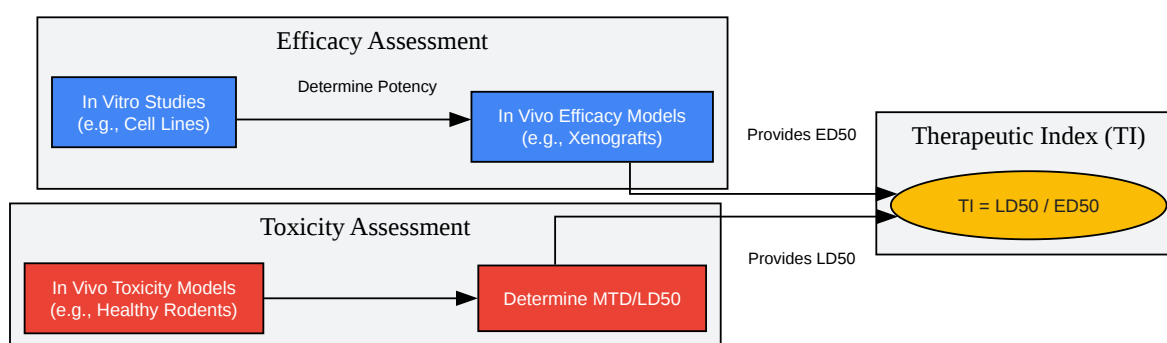 Efficacy Assessment
In Vitro Studies
(e.g., Cell Lines)
Determine Potency
In Vivo Efficacy Models
(e.g., Xenografts)
Provides ED50
Therapeutic Index (TI)
TI = LD50 / ED50
Toxicity Assessment
In Vivo Toxicity Models
(e.g., Healthy Rodents)
Determine MTD/LD50
Provides LD50